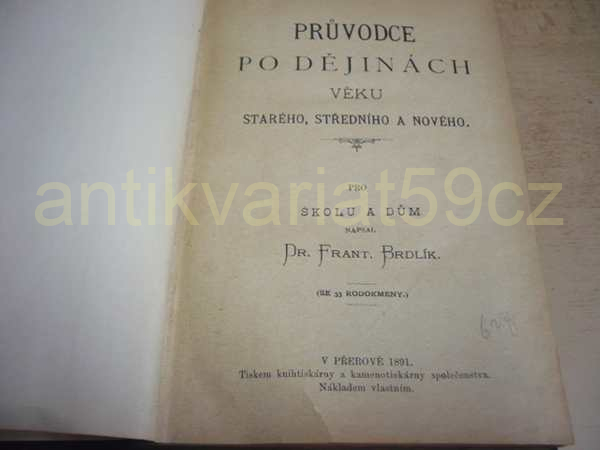 PRŮVODCE
PO DĚJINÁCH
VĚKU
STARÉHO, STŘEDNÍHO A NOVÉHO.
PRO
ŠKOLU A DŮM
NAPSAL
DR. FRANT. BRDLÍK.
(SE 33 RODOKMENY.)
V PŘEROVĚ 1891.
Tiskem knihtiskárny a kamenotiskárny společenstva.
Nákladem vlastním.
antikvariat59cz